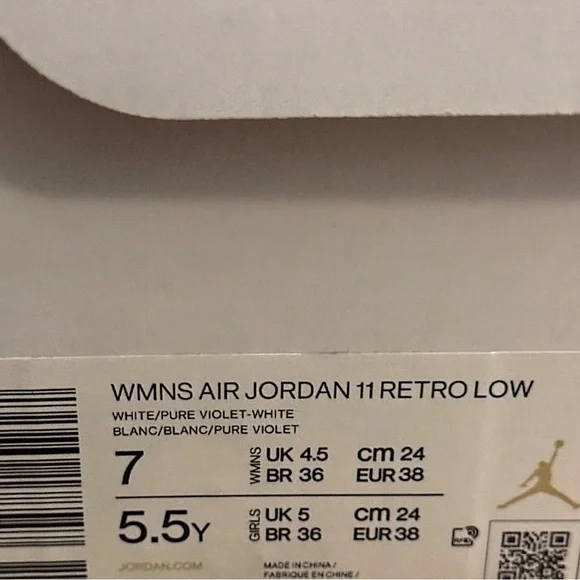 WMNS AIR JORDAN 11 RETRO LOW
WHITE/PURE VIOLET-WHITE
BLANC/BLANC/PURE VIOLET
7 WMNS UK 4.5 cm 24
BR 36 EUR 38
5.5Y GIRLS UK 5 cm 24
BR 36 EUR 38
JORDAN.COM
MADE IN CHINA /
FABRIQUE EN CHINE /